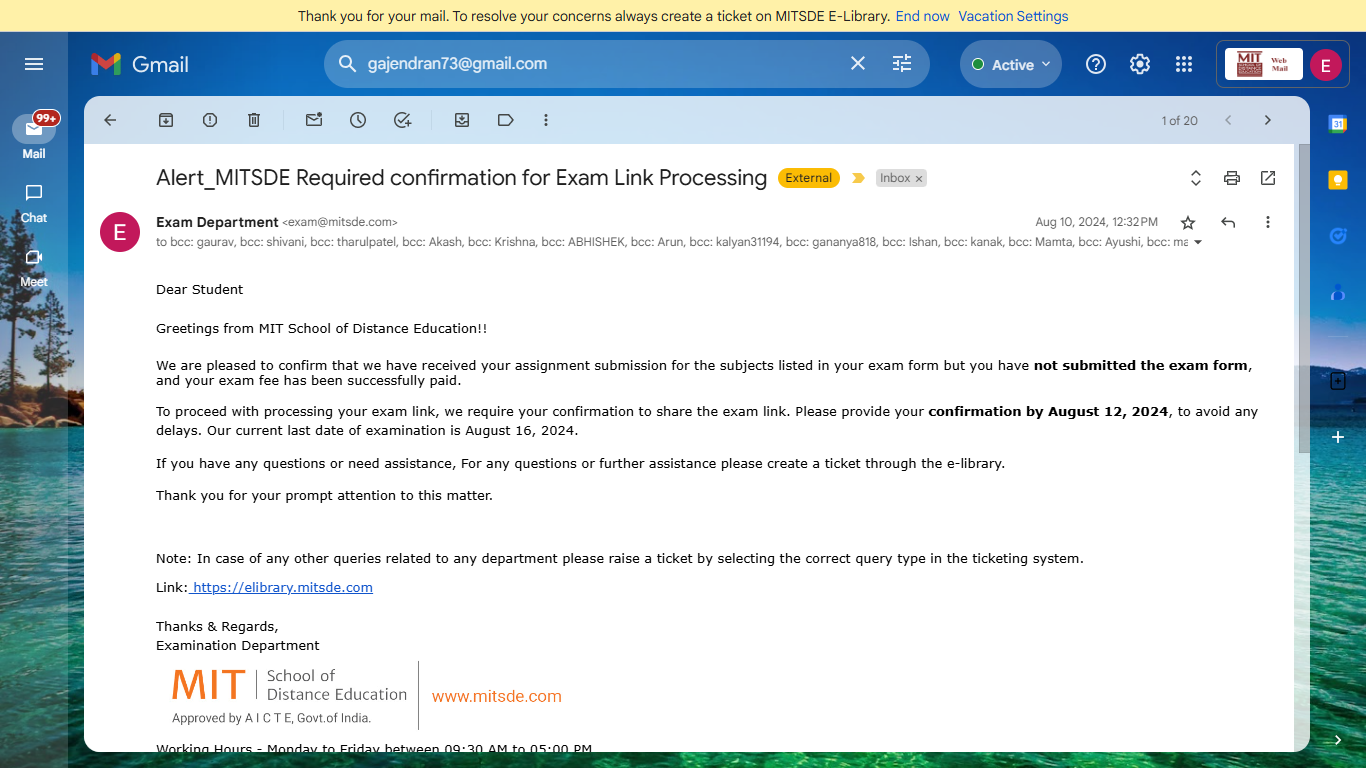 Thank you for your mail. To resolve your concerns always create a ticket on MITSDE E-Library. End now Vacation Settings
Gmail
gajendran73@gmail.com
Active
MIT
Web
Mail
E
99+
Mail
Chat
Meet
1 of 20
31
Alert_MITSDE Required confirmation for Exam Link Processing External Inbox ×
E
Exam Department <exam@mitsde.com> Aug 10, 2024, 12:32 PM
to bcc: gaurav, bcc: shivani, bcc: tharulpatel, bcc: Akash, bcc: Krishna, bcc: ABHISHEK, bcc: Arun, bcc: kalyan31194, bcc: gananya818, bcc: Ishan, bcc: kanak, bcc: Mamta, bcc: Ayushi, bcc: ma
Dear Student
Greetings from MIT School of Distance Education!!
We are pleased to confirm that we have received your assignment submission for the subjects listed in your exam form but you have not submitted the exam form,
and your exam fee has been successfully paid.
To proceed with processing your exam link, we require your confirmation to share the exam link. Please provide your confirmation by August 12, 2024, to avoid any
delays. Our current last date of examination is August 16, 2024.
If you have any questions or need assistance, For any questions or further assistance please create a ticket through the e-library.
Thank you for your prompt attention to this matter.
Note: In case of any other queries related to any department please raise a ticket by selecting the correct query type in the ticketing system.
Link: https://elibrary.mitsde.com
Thanks & Regards,
Examination Department
MIT
School of
Distance Education
www.mitsde.com
Approved by A I C T E, Govt.of India.
Working Hours - Monday to Friday between 09:30 AM to 05:00 PM